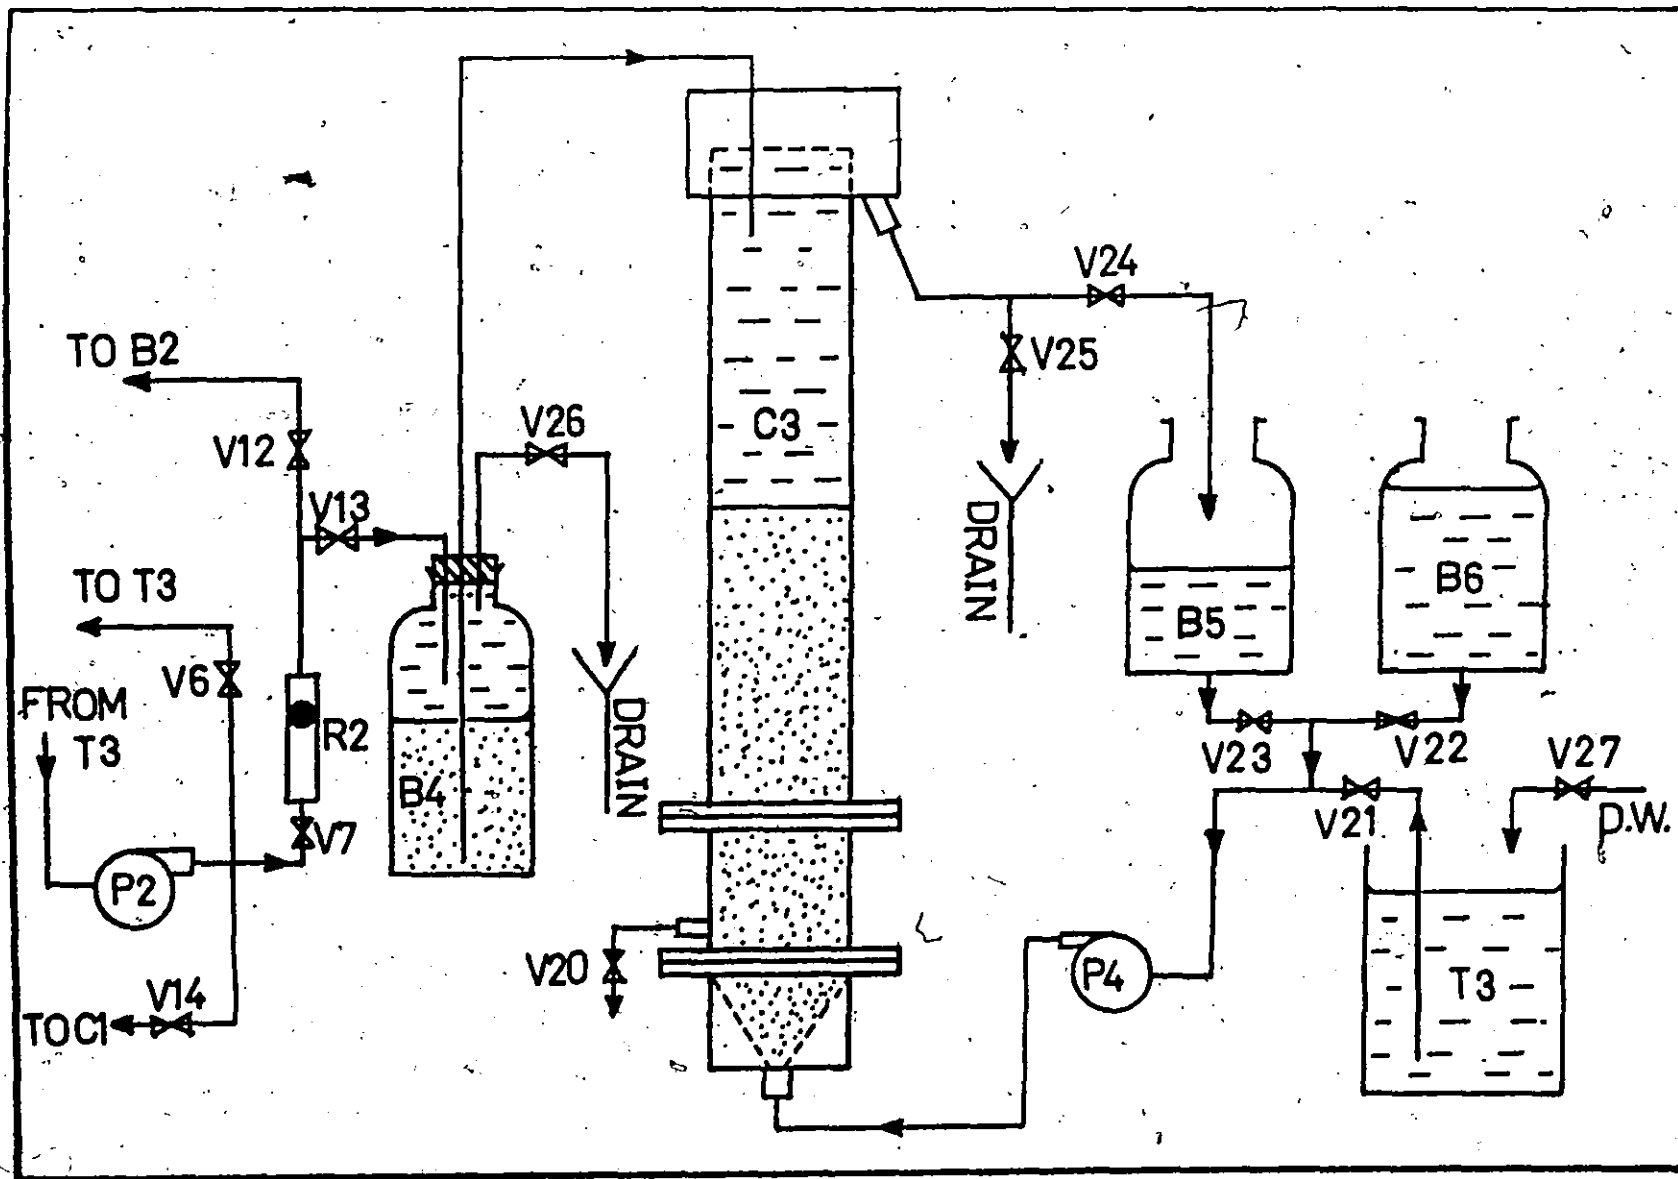 V24
TO B2
V25
V26
C3
V12
V13
DRAIN
B6
TO T3
B5
V6
FROM
T3
R2
DRAIN
V23
V22
V27
B4
V7
V21
D.W.
P2
V20
P4
T3
V14
TO C1